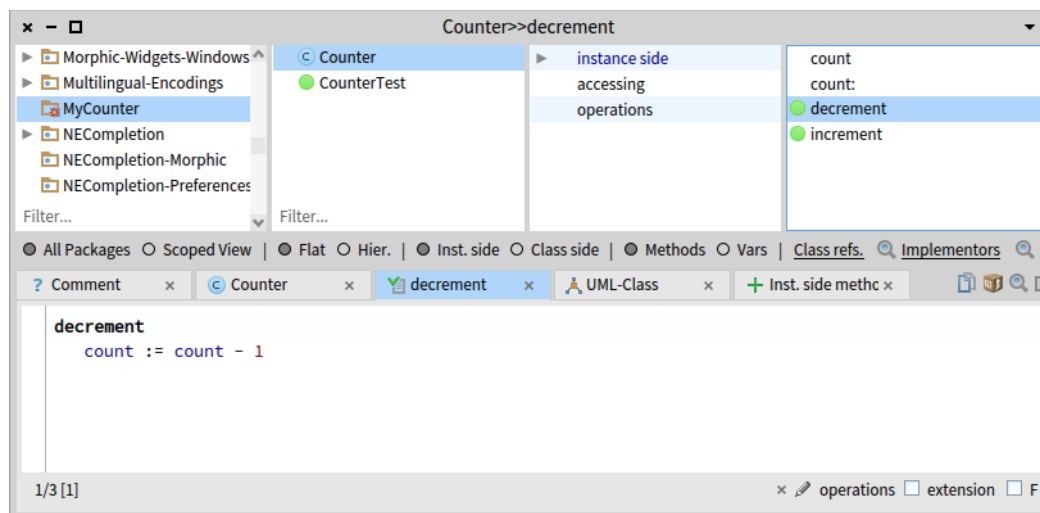 Counter>>decrement
Morphic-Widgets-Windows
Multilingual-Encodings
MyCounter
NECompletion
NECompletion-Morphic
NECompletion-Preferences
Filter...
Counter
CounterTest
Filter...
instance side
accessing
operations
count
count:
decrement
increment
All Packages Scoped View | Flat Hier. | Inst. side Class side | Methods Vars | Class refs. Implementors
? Comment × C Counter × decrement × UML-Class × Inst. side methc ×
decrement
count := count - 1
1/3 [1] × operations extension F